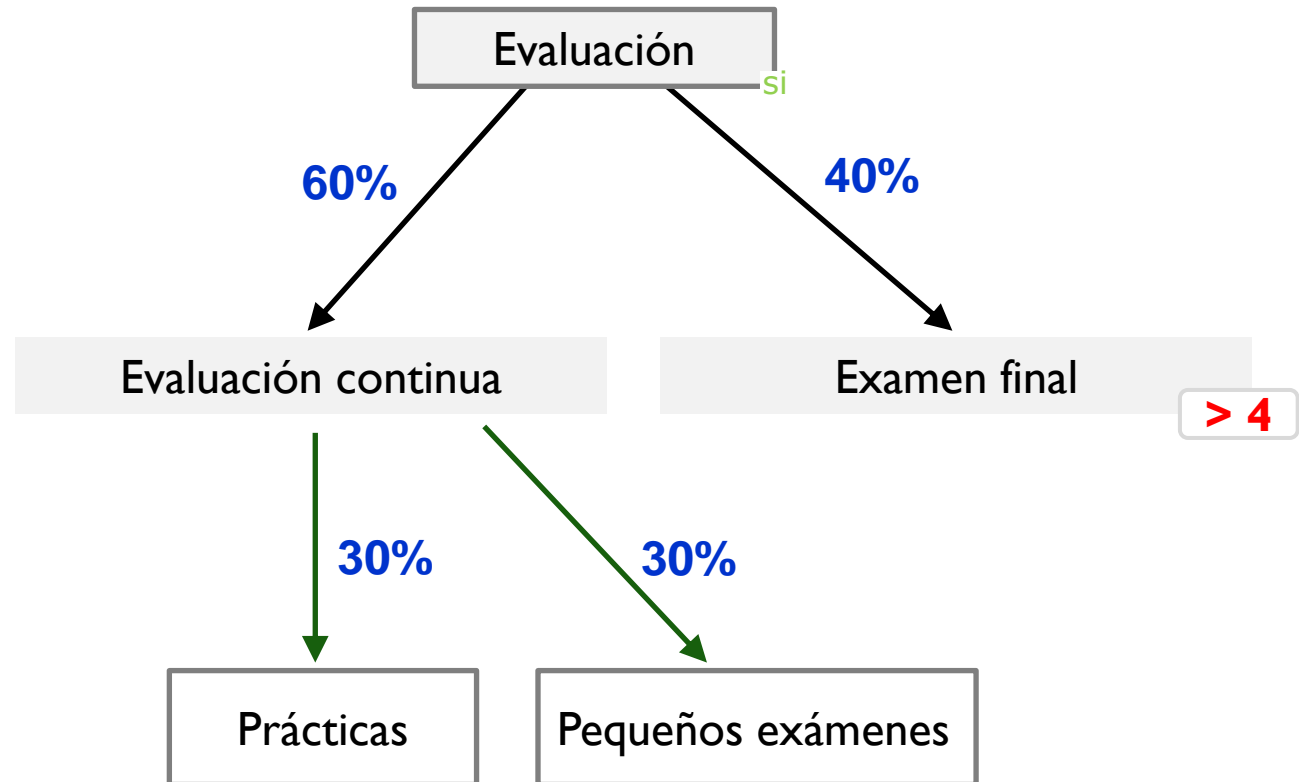 Evaluación
si
60%
40%
Evaluación continua
Examen final
> 4
30%
30%
Prácticas
Pequeños exámenes